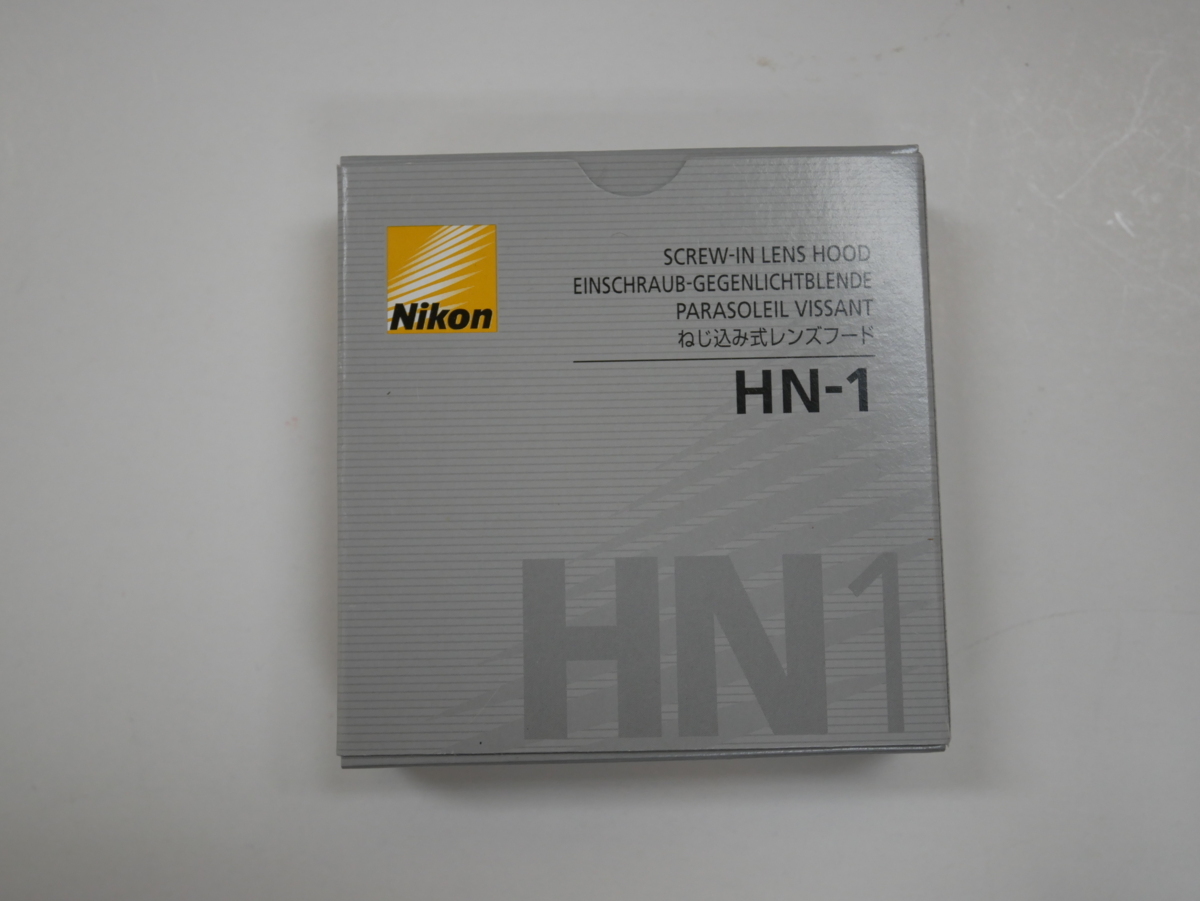 Nikon
SCREW-IN LENS HOOD
EINSCHRAUB-GEGENLICHTBLENDE
PARASOLEIL VISSANT
ねじ込み式レンズフード
HN-1
HN1